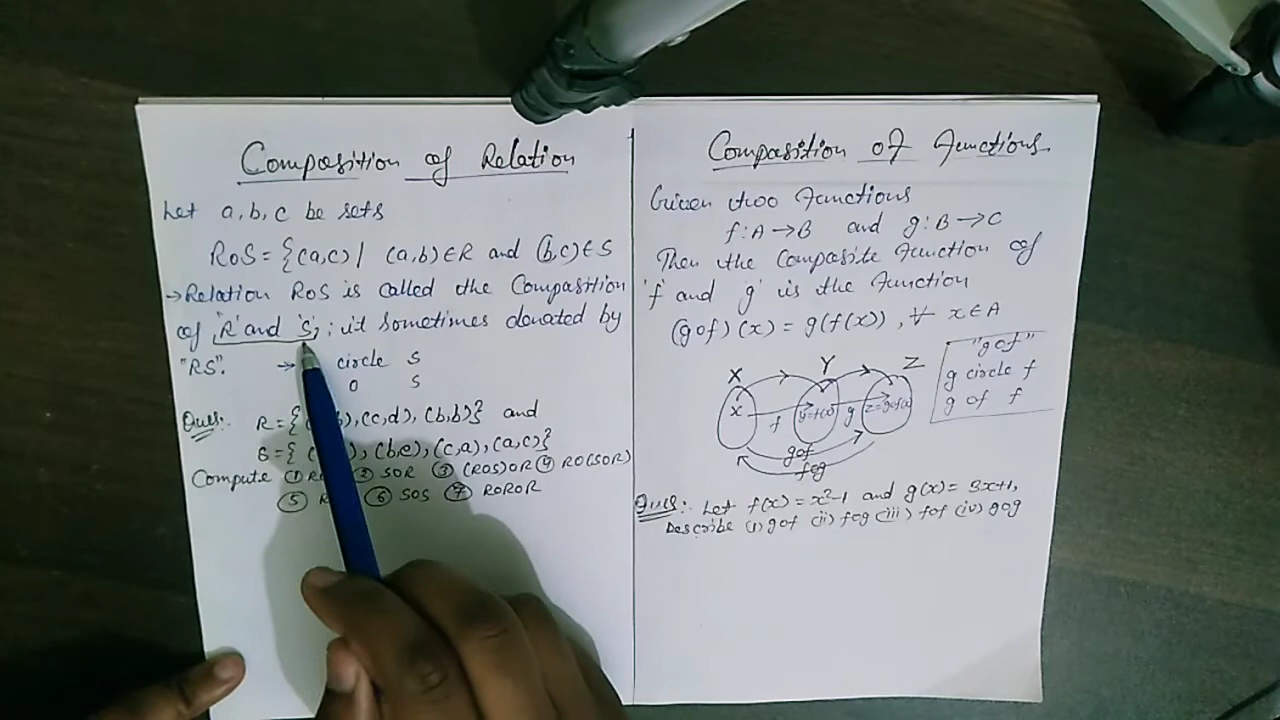 Composition of Relation
Let a, b, c be sets
RoS = {(a,c) | (a,b) ∈ R and (b,c) ∈ S
→ Relation RoS is called the Composition
of 'R' and 'S'; it sometimes donated by
"RS". → circle S
O S
Ques:- R = { ), (c,d), (b,b)} and
S = { ), (b,e), (c,a), (a,c)}
Compute ① ② SOR ③ (ROS)OR ④ RO(SOR)
⑤ ⑥ SOS ⑦ ROROR
Composition of Functions
Given two Functions
f: A → B and g: B → C
Then the Composite Function of
'f' and 'g' is the Function
(gof)(x) = g(f(x)), ∀ x ∈ A
X Y Z
x f y=f(x) g z=gof(x)
gof
fog
"gof"
g circle f
g of f
Ques:- Let f(x) = x²-1 and g(x) = 3x+1,
Describe (i) gof (ii) fog (iii) fof (iv) gog